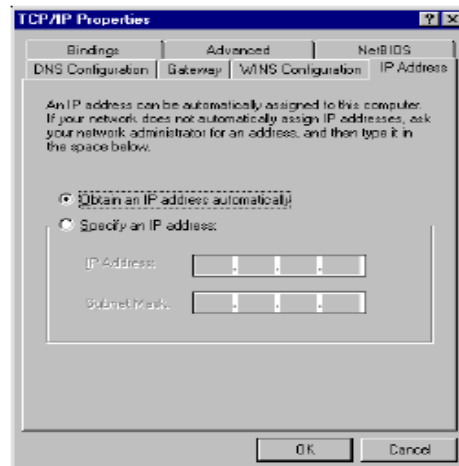 TCP/IP Properties
? X
Bindings Advanced NetBIOS
DNS Configuration Gateway WINS Configuration IP Address
An IP address can be automatically assigned to this computer.
If your network does not automatically assign IP addresses, ask
your network administrator for an address, and then type it in
the space below.
Obtain an IP address automatically
Specify an IP address:
IP Address:
Subnet Mask:
OK Cancel